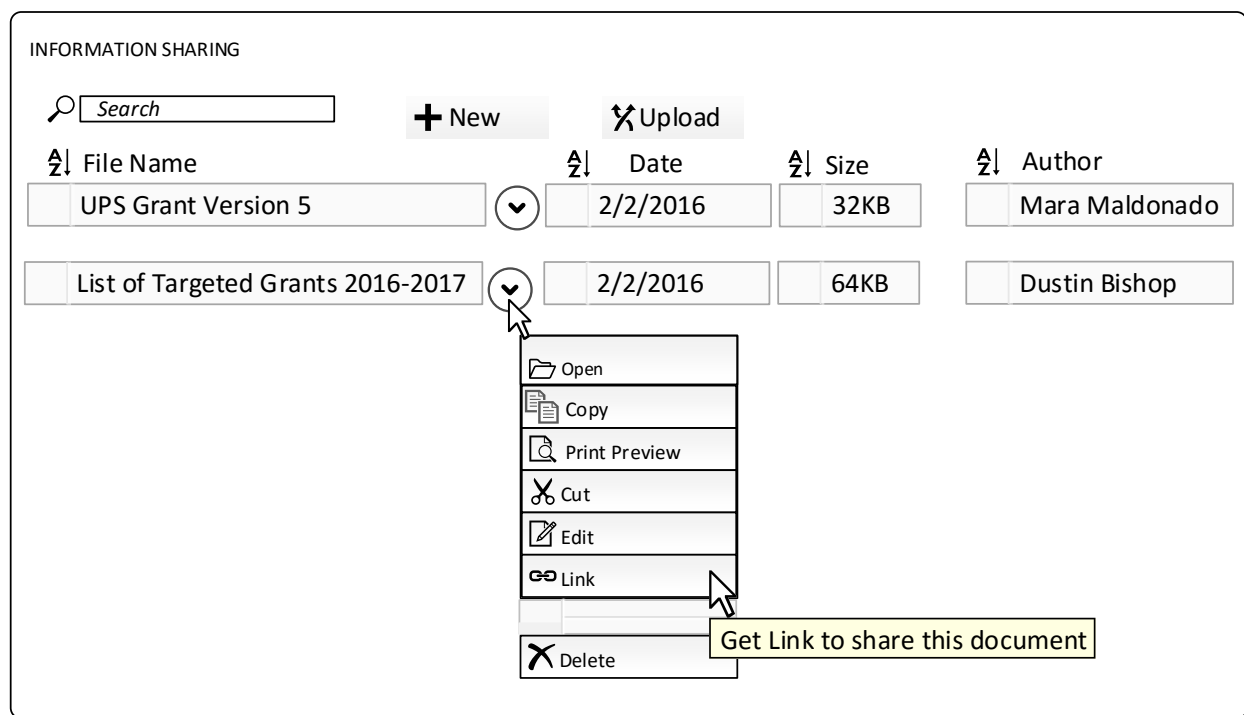 INFORMATION SHARING
Search
New
Upload
File Name
Date
Size
Author
UPS Grant Version 5
2/2/2016
32KB
Mara Maldonado
List of Targeted Grants 2016-2017
2/2/2016
64KB
Dustin Bishop
Open
Copy
Print Preview
Cut
Edit
Link
Get Link to share this document
Delete